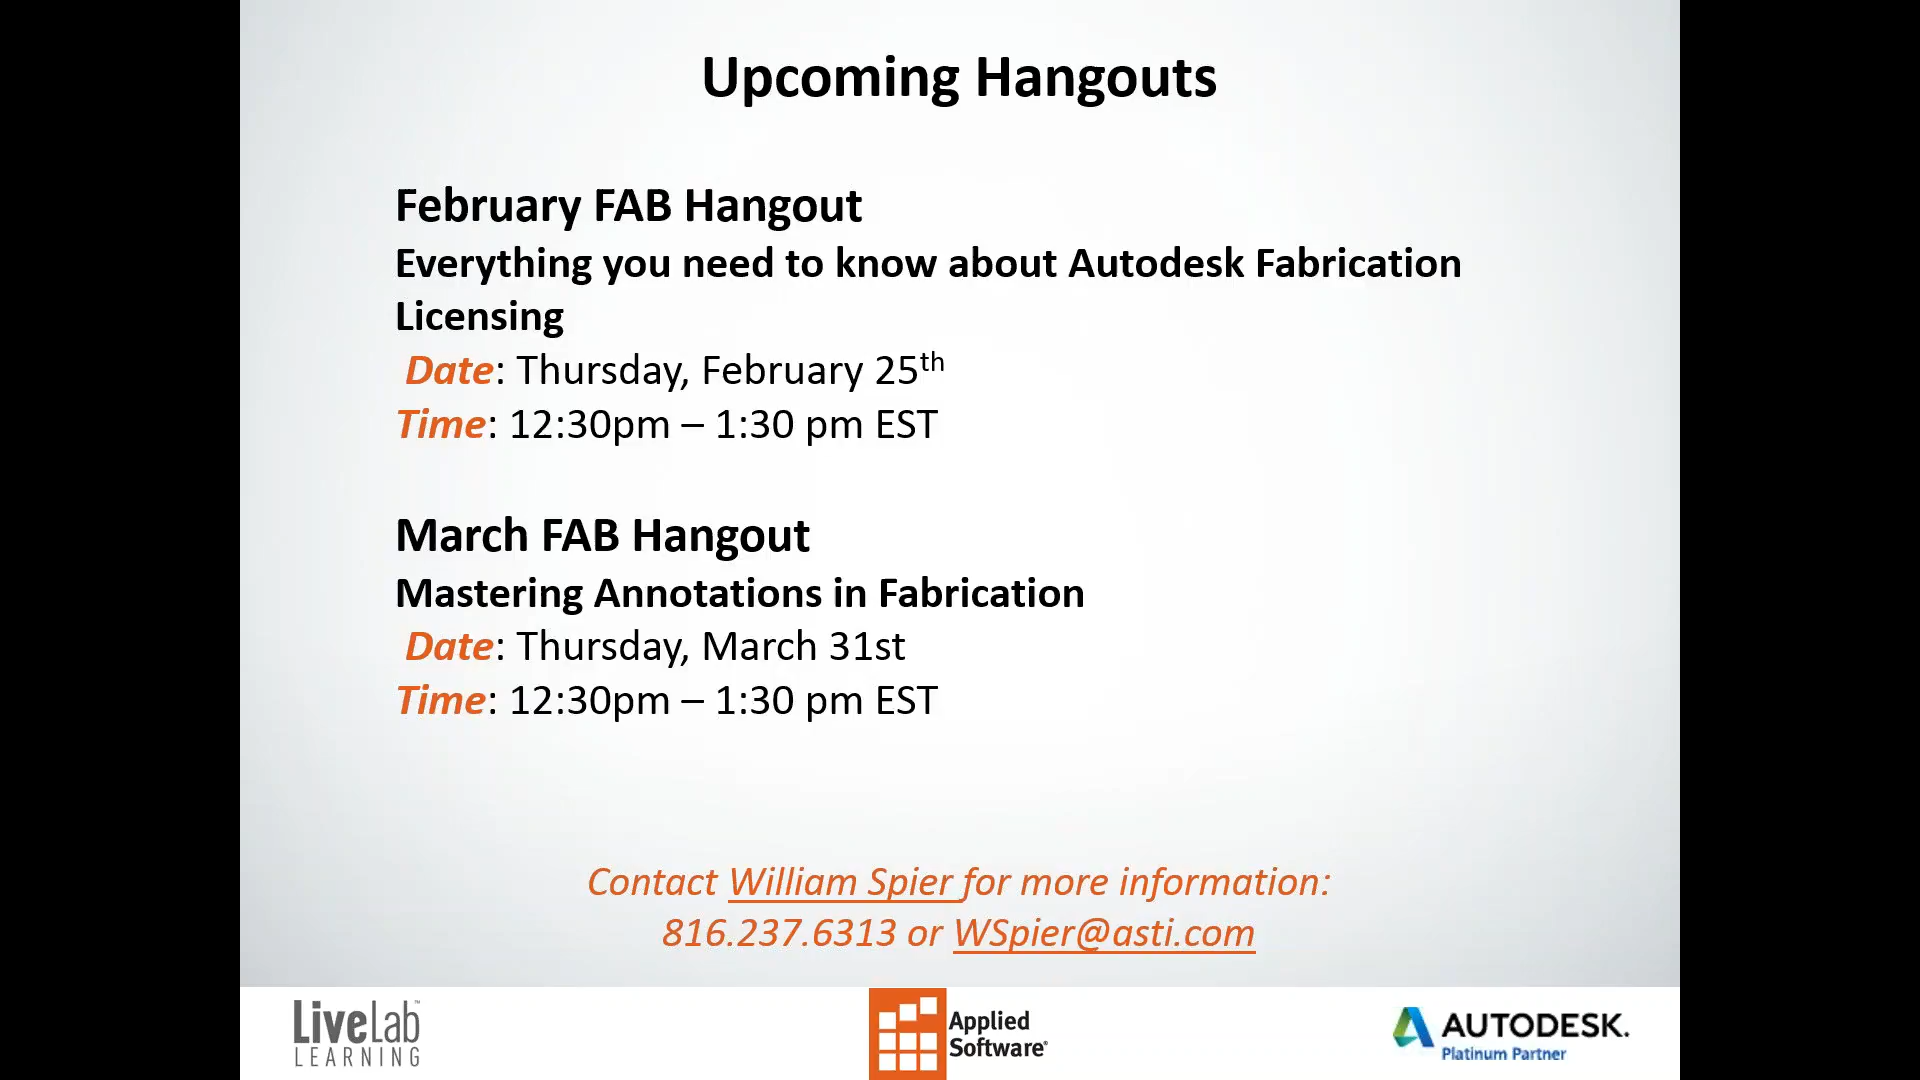 Upcoming Hangouts
February FAB Hangout
Everything you need to know about Autodesk Fabrication
Licensing
Date: Thursday, February 25th
Time: 12:30pm – 1:30 pm EST
March FAB Hangout
Mastering Annotations in Fabrication
Date: Thursday, March 31st
Time: 12:30pm – 1:30 pm EST
Contact William Spier for more information:
816.237.6313 or WSpier@asti.com
LiveLab™
LEARNING
Applied
Software®
AUTODESK.
Platinum Partner